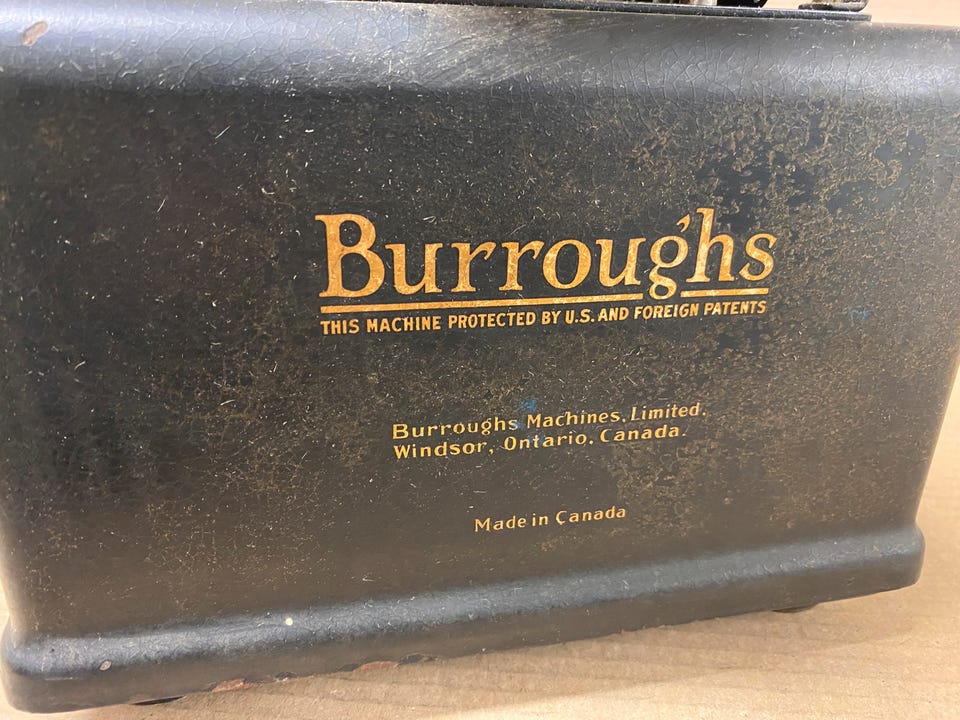 Burroughs
THIS MACHINE PROTECTED BY U.S. AND FOREIGN PATENTS
Burroughs Machines, Limited.
Windsor, Ontario. Canada.
Made in Canada